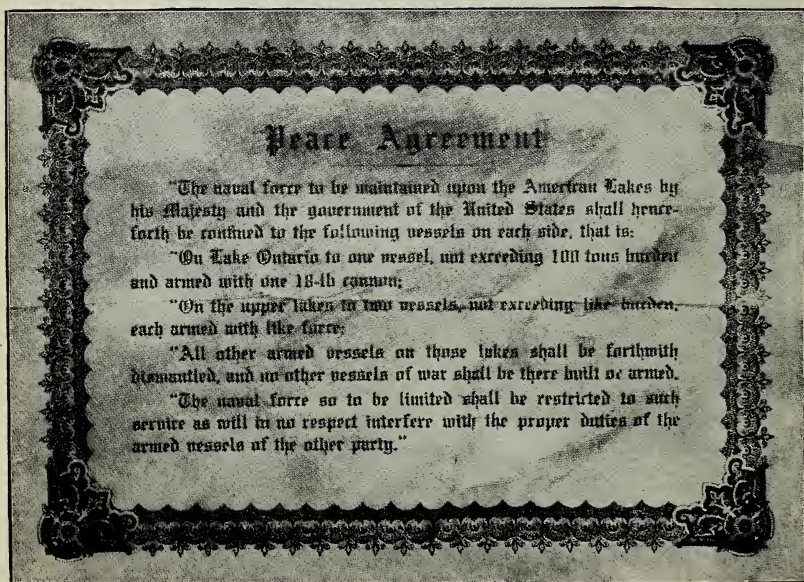 Peace Agreement
"The naval force to be maintained upon the American Lakes by
his Majesty and the government of the United States shall hence-
forth be confined to the following vessels on each side, that is:
"On Lake Ontario to one vessel, not exceeding 100 tons burden
and armed with one 18-lb cannon;
"On the upper lakes to two vessels, not exceeding like burden,
each armed with like force;
"All other armed vessels on those lakes shall be forthwith
dismantled, and no other vessels of war shall be there built or armed.
"The naval force so to be limited shall be restricted to such
service as will in no respect interfere with the proper duties of the
armed vessels of the other party."